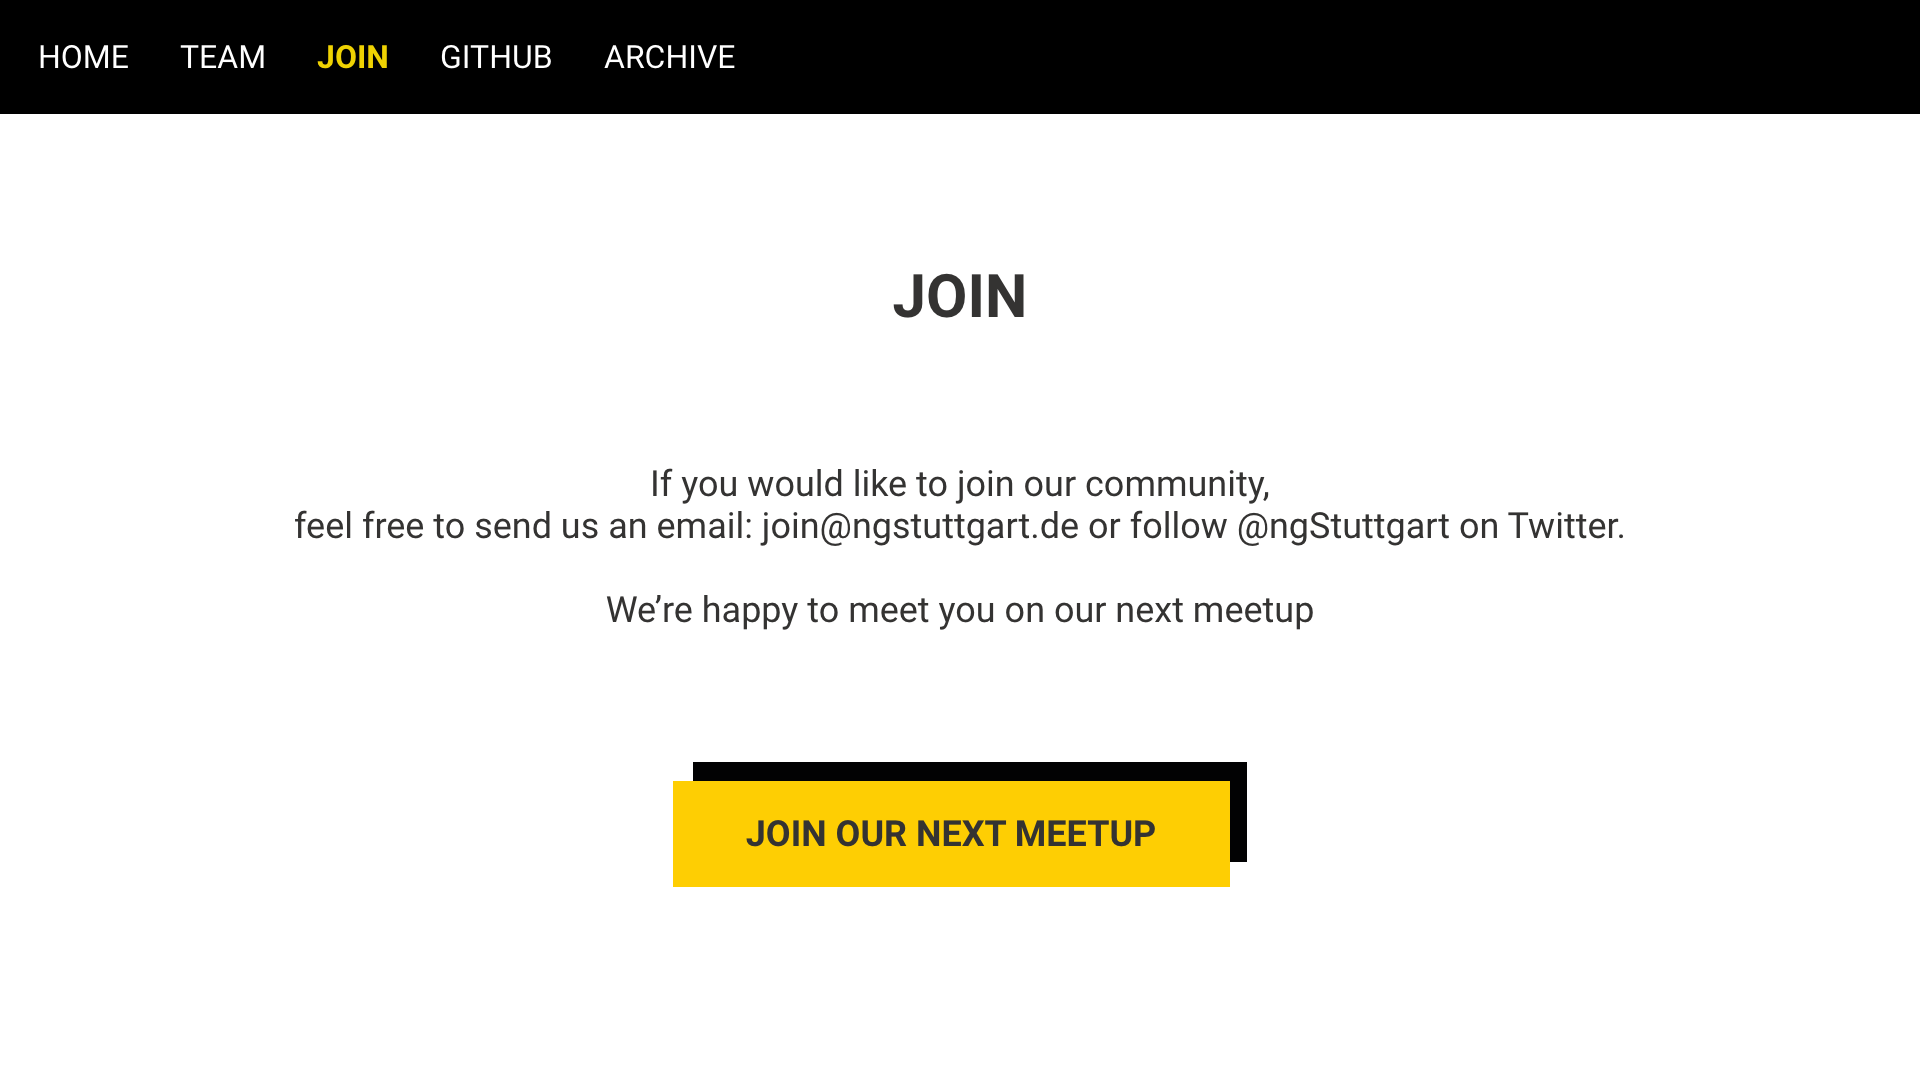 HOME TEAM JOIN GITHUB ARCHIVE
JOIN
If you would like to join our community,
feel free to send us an email: join@ngstuttgart.de or follow @ngStuttgart on Twitter.
We’re happy to meet you on our next meetup
JOIN OUR NEXT MEETUP